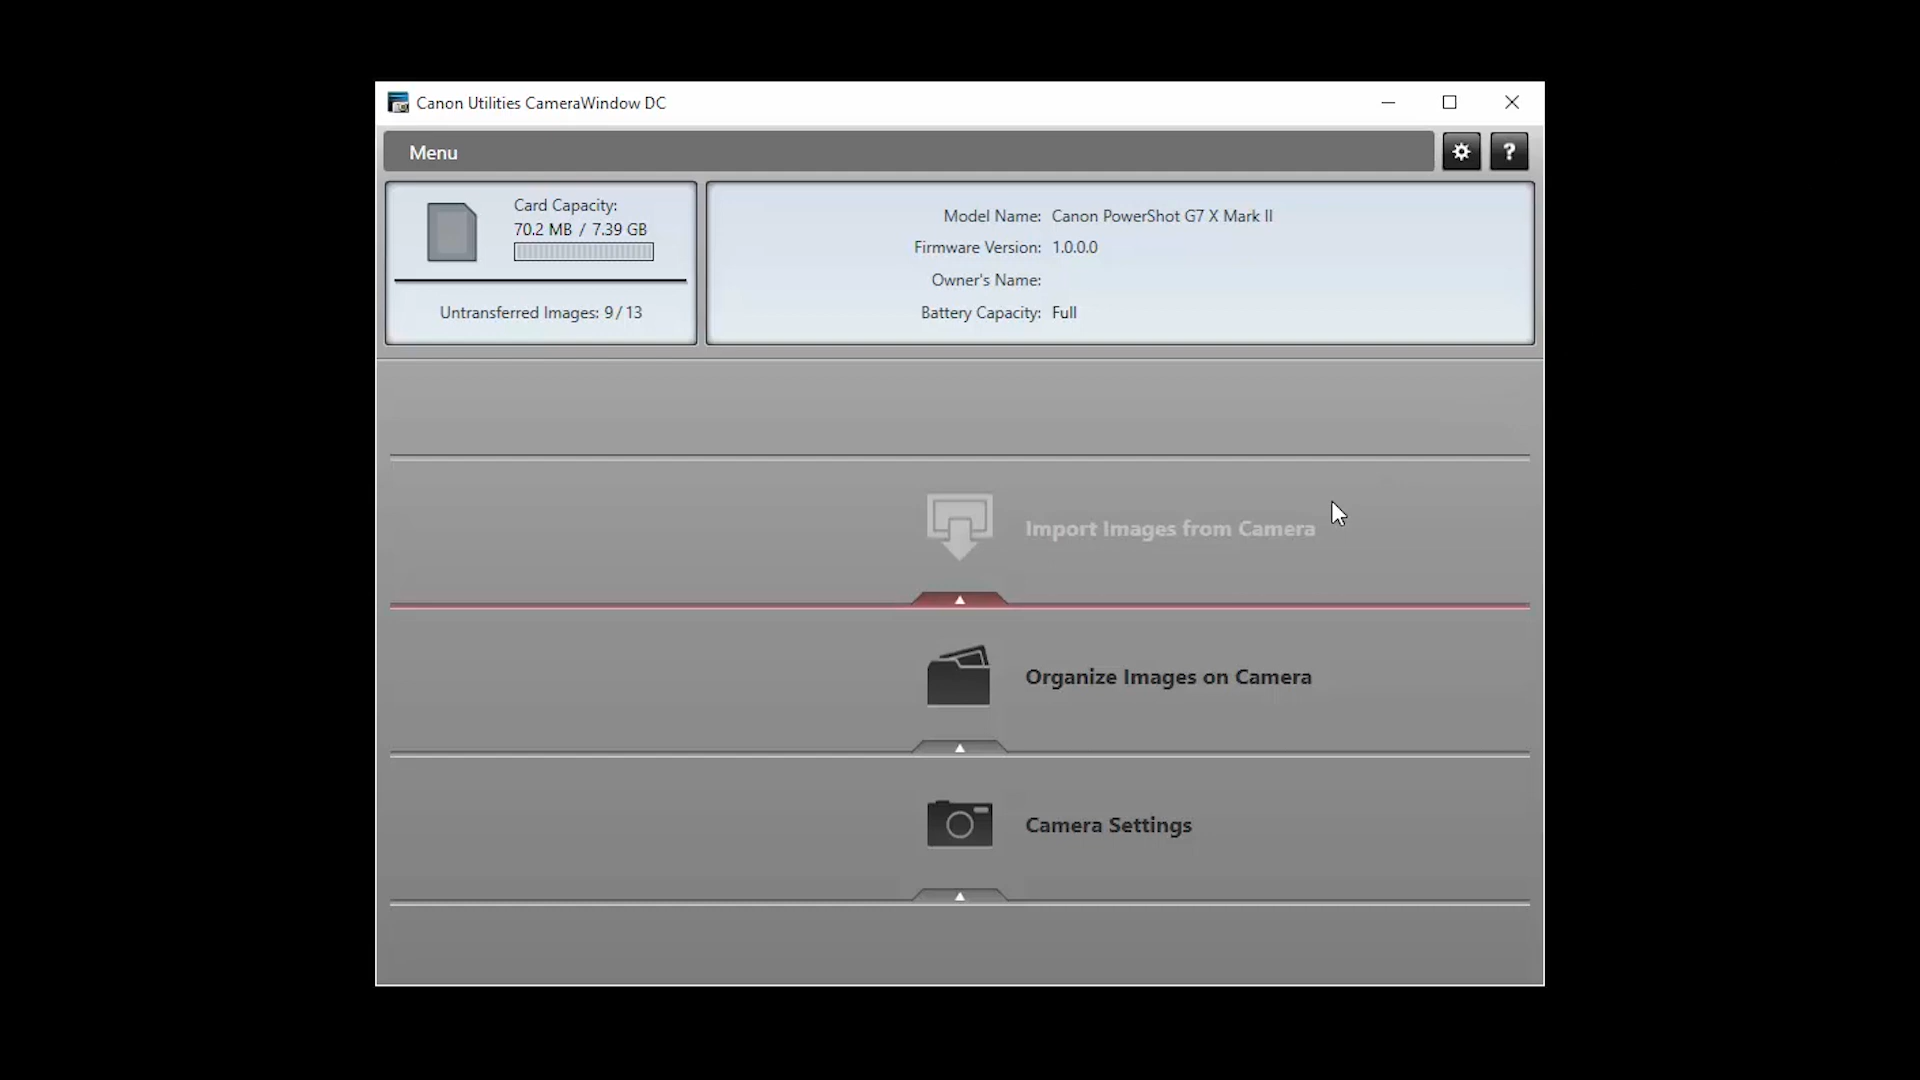 Canon Utilities CameraWindow DC
Menu
?
Card Capacity:
70.2 MB / 7.39 GB
Untransferred Images: 9/13
Model Name: Canon PowerShot G7 X Mark II
Firmware Version: 1.0.0.0
Owner's Name:
Battery Capacity: Full
Import Images from Camera
Organize Images on Camera
Camera Settings